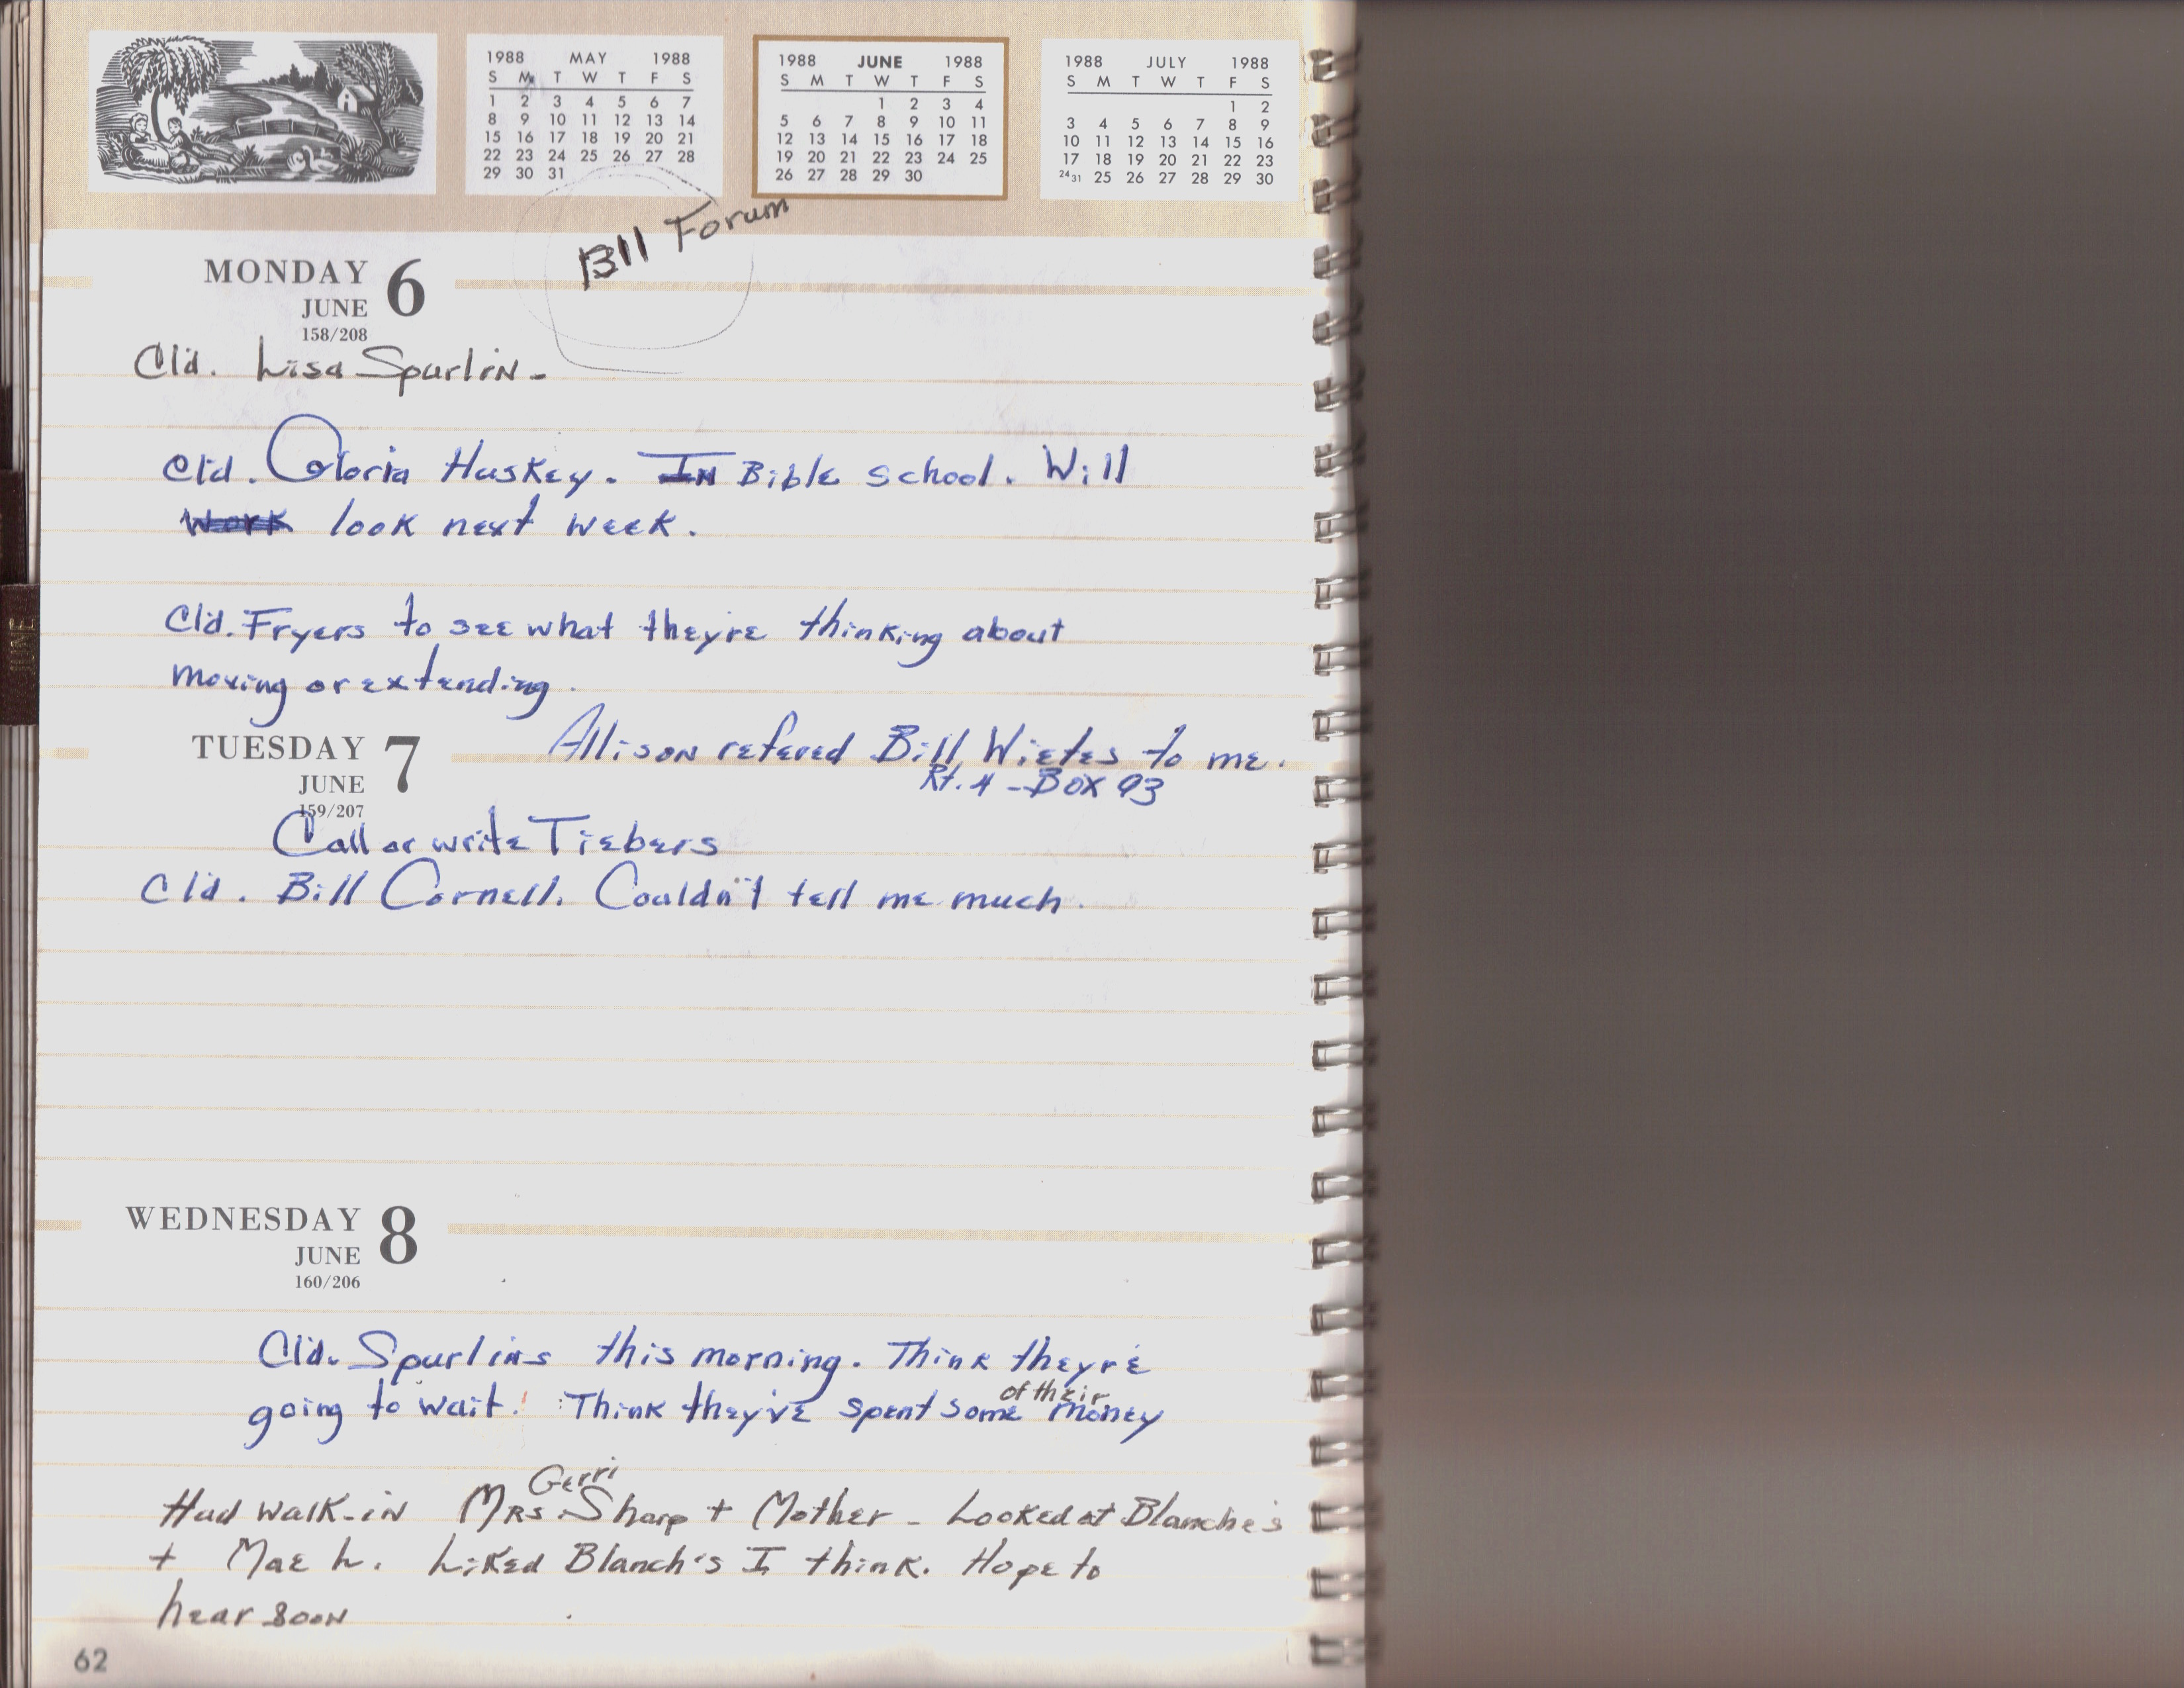 1988 MAY 1988
S M T W T F S
1 2 3 4 5 6 7
8 9 10 11 12 13 14
15 16 17 18 19 20 21
22 23 24 25 26 27 28
29 30 31
1988 JUNE 1988
S M T W T F S
1 2 3 4
5 6 7 8 9 10 11
12 13 14 15 16 17 18
19 20 21 22 23 24 25
26 27 28 29 30
1988 JULY 1988
S M T W T F S
1 2
3 4 5 6 7 8 9
10 11 12 13 14 15 16
17 18 19 20 21 22 23
24 31 25 26 27 28 29 30
Bill Forum
MONDAY 6
JUNE
158/208
Cld. Lisa Spurlin -
Cld. Gloria Huskey. In Bible school. Will
Work look next week.
Cld. Fryers to see what theyre thinking about
moving or extending.
JUNE
TUESDAY 7
JUNE
159/207
Allison refered Bill Wietes to me.
Rt. 4 - Box 93
Call or write Tiebers
Cld. Bill Cornell. Couldn't tell me much.
WEDNESDAY 8
JUNE
160/206
Cld. Spurlins this morning. Think they're
going to wait. Think they've spent some of their money
Had walk-in Mrs Gerri Sharp + Mother - Looked at Blanche's
+ Mae L. Liked Blanch's I think. Hope to
hear soon
62